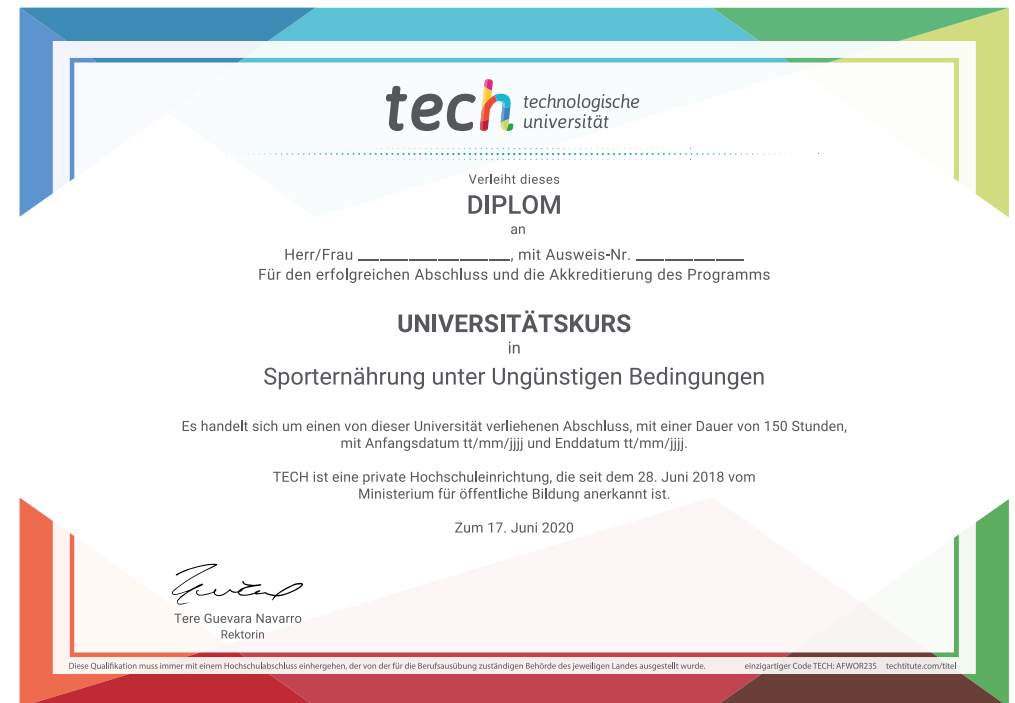 tech technologische
universität
Verleiht dieses
DIPLOM
an
Herr/Frau ________________, mit Ausweis-Nr. ____________
Für den erfolgreichen Abschluss und die Akkreditierung des Programms
UNIVERSITÄTSKURS
in
Sporternährung unter Ungünstigen Bedingungen
Es handelt sich um einen von dieser Universität verliehenen Abschluss, mit einer Dauer von 150 Stunden,
mit Anfangsdatum tt/mm/jjjj und Enddatum tt/mm/jjjj.
TECH ist eine private Hochschuleinrichtung, die seit dem 28. Juni 2018 vom
Ministerium für öffentliche Bildung anerkannt ist.
Zum 17. Juni 2020
Tere Guevara Navarro
Rektorin
Diese Qualifikation muss immer mit einem Hochschulabschluss einhergehen, der von der für die Berufsausübung zuständigen Behörde des jeweiligen Landes ausgestellt wurde. einzigartiger Code TECH: AFWOR23S techtitute.com/titel